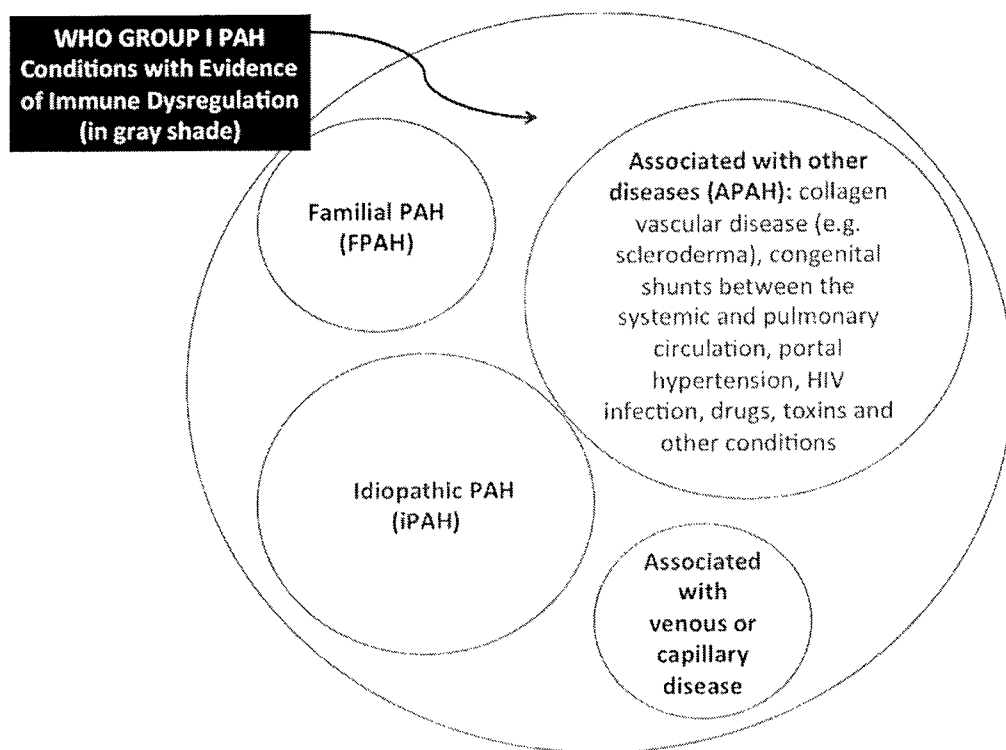 WHO GROUP I PAH
Conditions with Evidence
of Immune Dysregulation
(in gray shade)
Familial PAH
(FPAH)
Associated with other
diseases (APAH): collagen
vascular disease (e.g.
scleroderma), congenital
shunts between the
systemic and pulmonary
circulation, portal
hypertension, HIV
infection, drugs, toxins and
other conditions
Idiopathic PAH
(iPAH)
Associated
with
venous or
capillary
disease